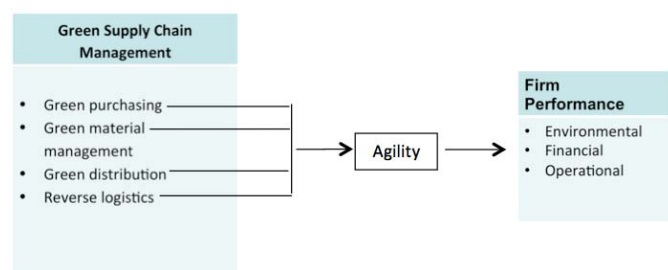 Green Supply Chain
Management
• Green purchasing
• Green material
management
• Green distribution
• Reverse logistics
Agility
Firm
Performance
• Environmental
• Financial
• Operational